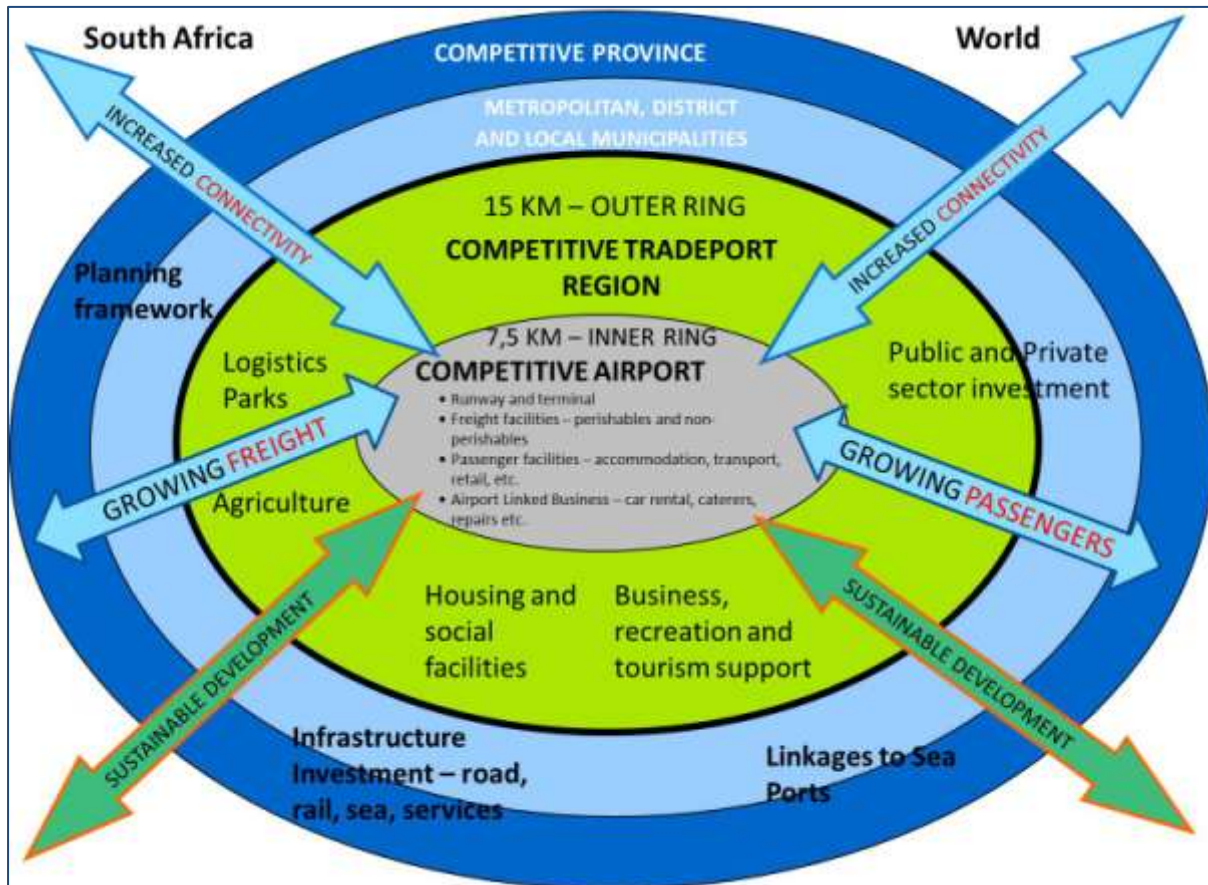 South Africa
World
COMPETITIVE PROVINCE
METROPOLITAN, DISTRICT
AND LOCAL MUNICIPALITIES
INCREASED CONNECTIVITY
INCREASED CONNECTIVITY
15 KM – OUTER RING
COMPETITIVE TRADEPORT
REGION
Planning
framework
7,5 KM – INNER RING
COMPETITIVE AIRPORT
• Runway and terminal
• Freight facilities – perishables and non-
perishables
• Passenger facilities – accommodation, transport,
retail, etc.
• Airport Linked Business – car rental, caterers,
repairs etc.
Logistics
Parks
Public and Private
sector investment
GROWING FREIGHT
GROWING PASSENGERS
Agriculture
Housing and
social
facilities
Business,
recreation and
tourism support
SUSTAINABLE DEVELOPMENT
SUSTAINABLE DEVELOPMENT
Infrastructure
Investment – road,
rail, sea, services
Linkages to Sea
Ports